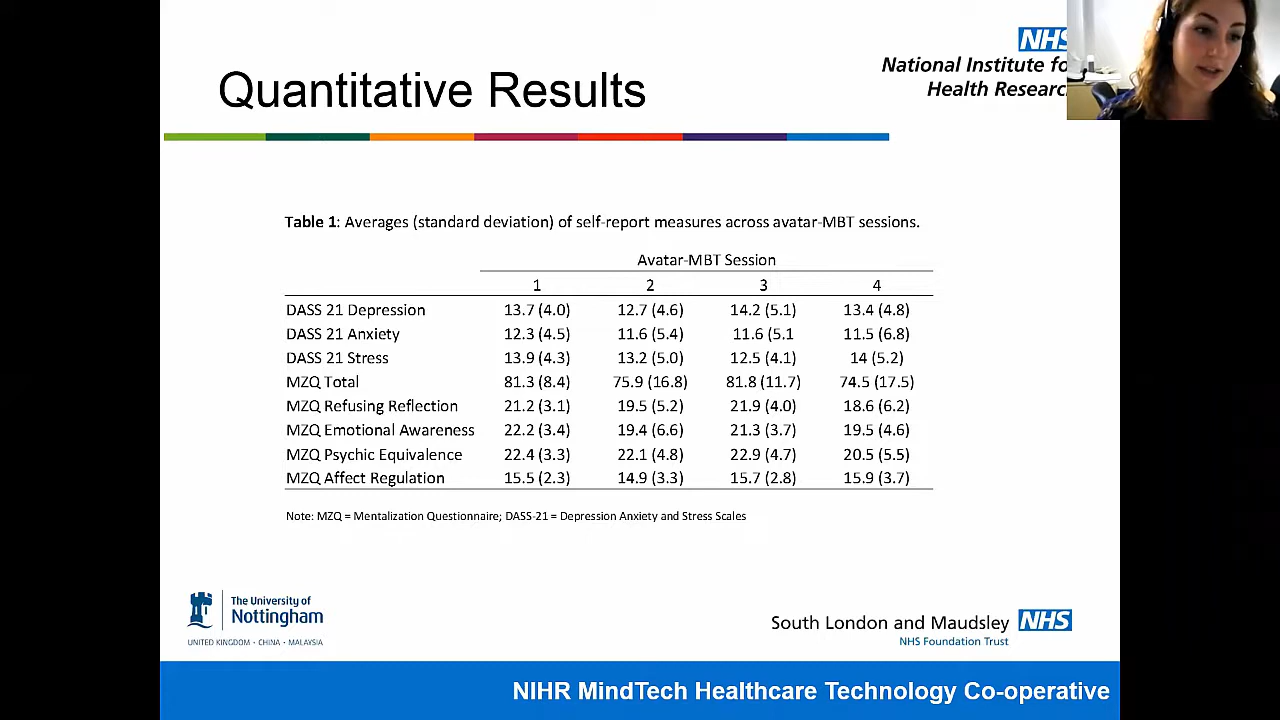 Quantitative Results
NHS
National Institute for
Health Research
Table 1: Averages (standard deviation) of self-report measures across avatar-MBT sessions.
Avatar-MBT Session
1 2 3 4
DASS 21 Depression 13.7 (4.0) 12.7 (4.6) 14.2 (5.1) 13.4 (4.8)
DASS 21 Anxiety 12.3 (4.5) 11.6 (5.4) 11.6 (5.1 11.5 (6.8)
DASS 21 Stress 13.9 (4.3) 13.2 (5.0) 12.5 (4.1) 14 (5.2)
MZQ Total 81.3 (8.4) 75.9 (16.8) 81.8 (11.7) 74.5 (17.5)
MZQ Refusing Reflection 21.2 (3.1) 19.5 (5.2) 21.9 (4.0) 18.6 (6.2)
MZQ Emotional Awareness 22.2 (3.4) 19.4 (6.6) 21.3 (3.7) 19.5 (4.6)
MZQ Psychic Equivalence 22.4 (3.3) 22.1 (4.8) 22.9 (4.7) 20.5 (5.5)
MZQ Affect Regulation 15.5 (2.3) 14.9 (3.3) 15.7 (2.8) 15.9 (3.7)
Note: MZQ = Mentalization Questionnaire; DASS-21 = Depression Anxiety and Stress Scales
The University of
Nottingham
UNITED KINGDOM · CHINA · MALAYSIA
South London and Maudsley NHS
NHS Foundation Trust
NIHR MindTech Healthcare Technology Co-operative